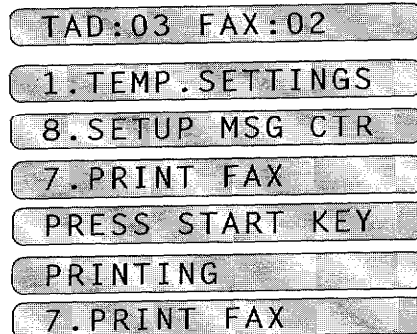 TAD:03 FAX:02
1.TEMP.SETTINGS
8.SETUP MSG CTR
7.PRINT FAX
PRESS START KEY
PRINTING
7.PRINT FAX